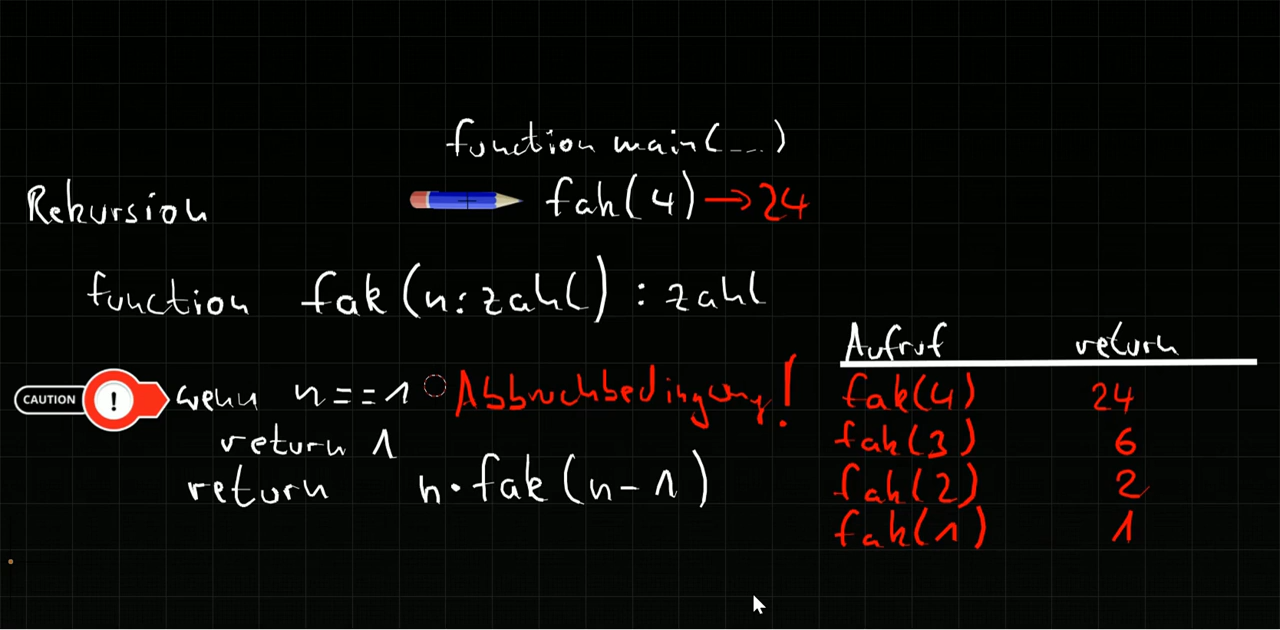 function main(....)
Rekursion
fak(4) → 24
function fak(n: zahl) : zahl
CAUTION ! wenn n == 1 Abbruchbedingung!
return 1
return n · fak(n - 1)
Aufruf return
fak(4) 24
fak(3) 6
fak(2) 2
fak(1) 1